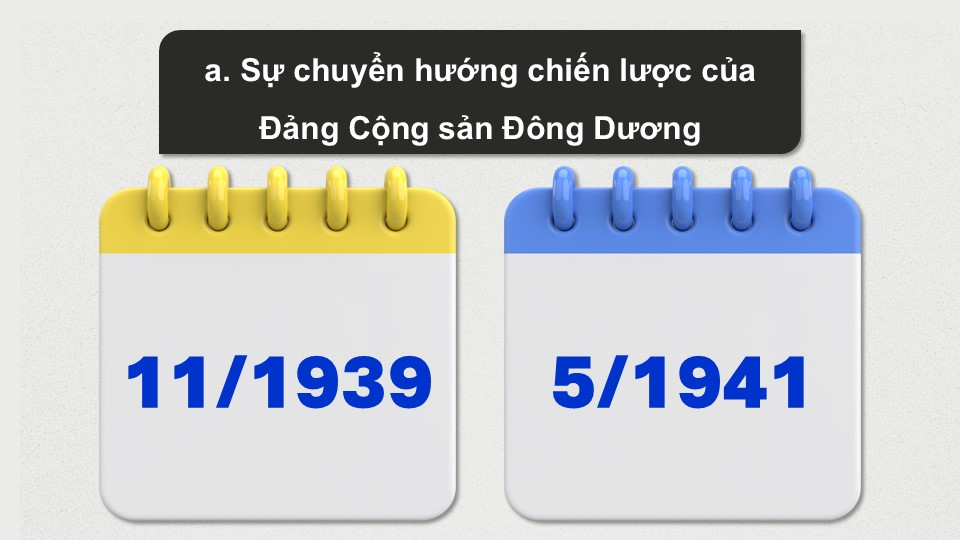 a. Sự chuyển hướng chiến lược của
Đảng Cộng sản Đông Dương
11/1939
5/1941